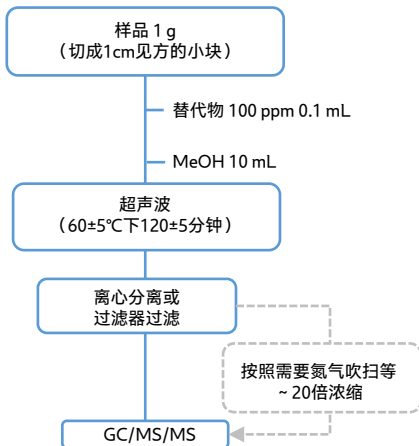 样品 1 g
（切成1cm见方的小块）
替代物 100 ppm 0.1 mL
MeOH 10 mL
超声波
（60±5℃下120±5分钟）
离心分离或
过滤器过滤
按照需要氮气吹扫等
~ 20倍浓缩
GC/MS/MS